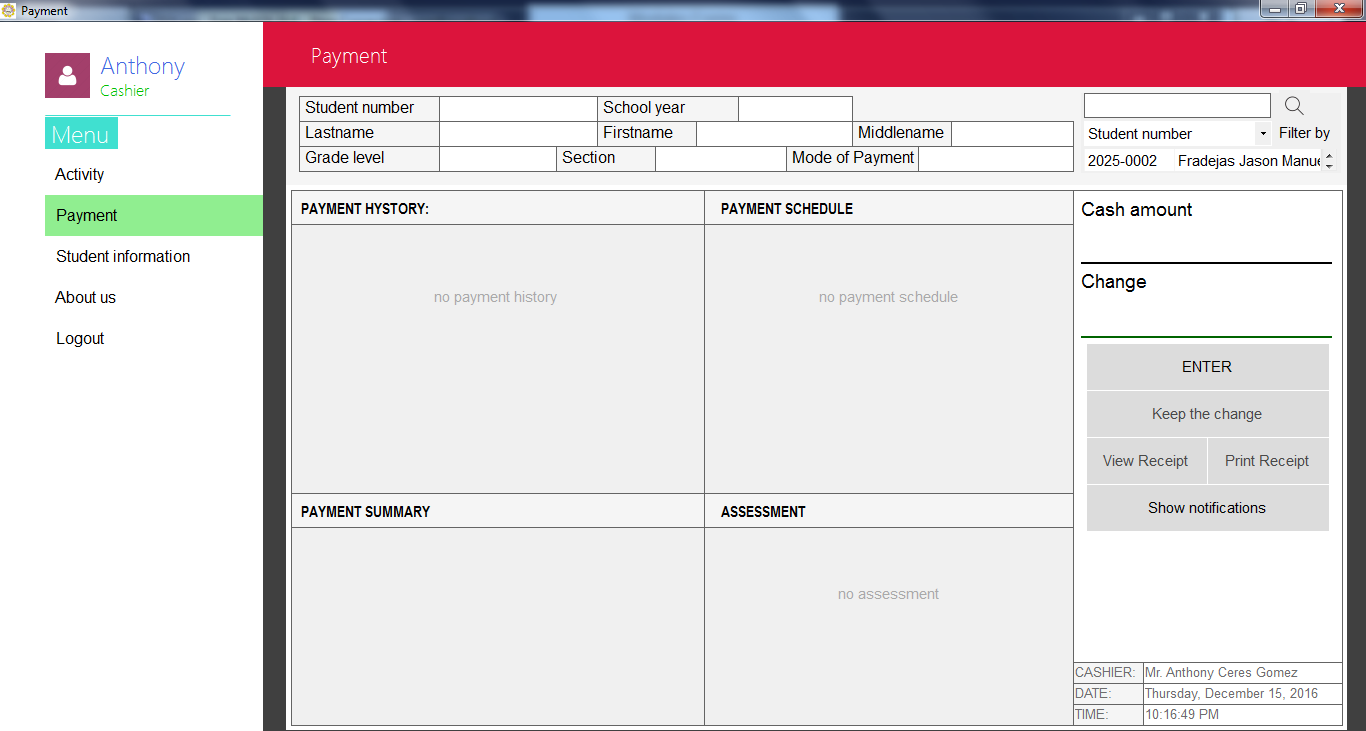 Payment
Anthony
Cashier
Menu
Activity
Payment
Student information
About us
Logout
Payment
Student number School year
Lastname Firstname Middlename
Grade level Section Mode of Payment
Student number Filter by
2025-0002 Fradejas Jason Manue
PAYMENT HYSTORY:
no payment history
PAYMENT SCHEDULE
no payment schedule
PAYMENT SUMMARY
ASSESSMENT
no assessment
Cash amount
Change
ENTER
Keep the change
View Receipt Print Receipt
Show notifications
CASHIER: Mr. Anthony Ceres Gomez
DATE: Thursday, December 15, 2016
TIME: 10:16:49 PM